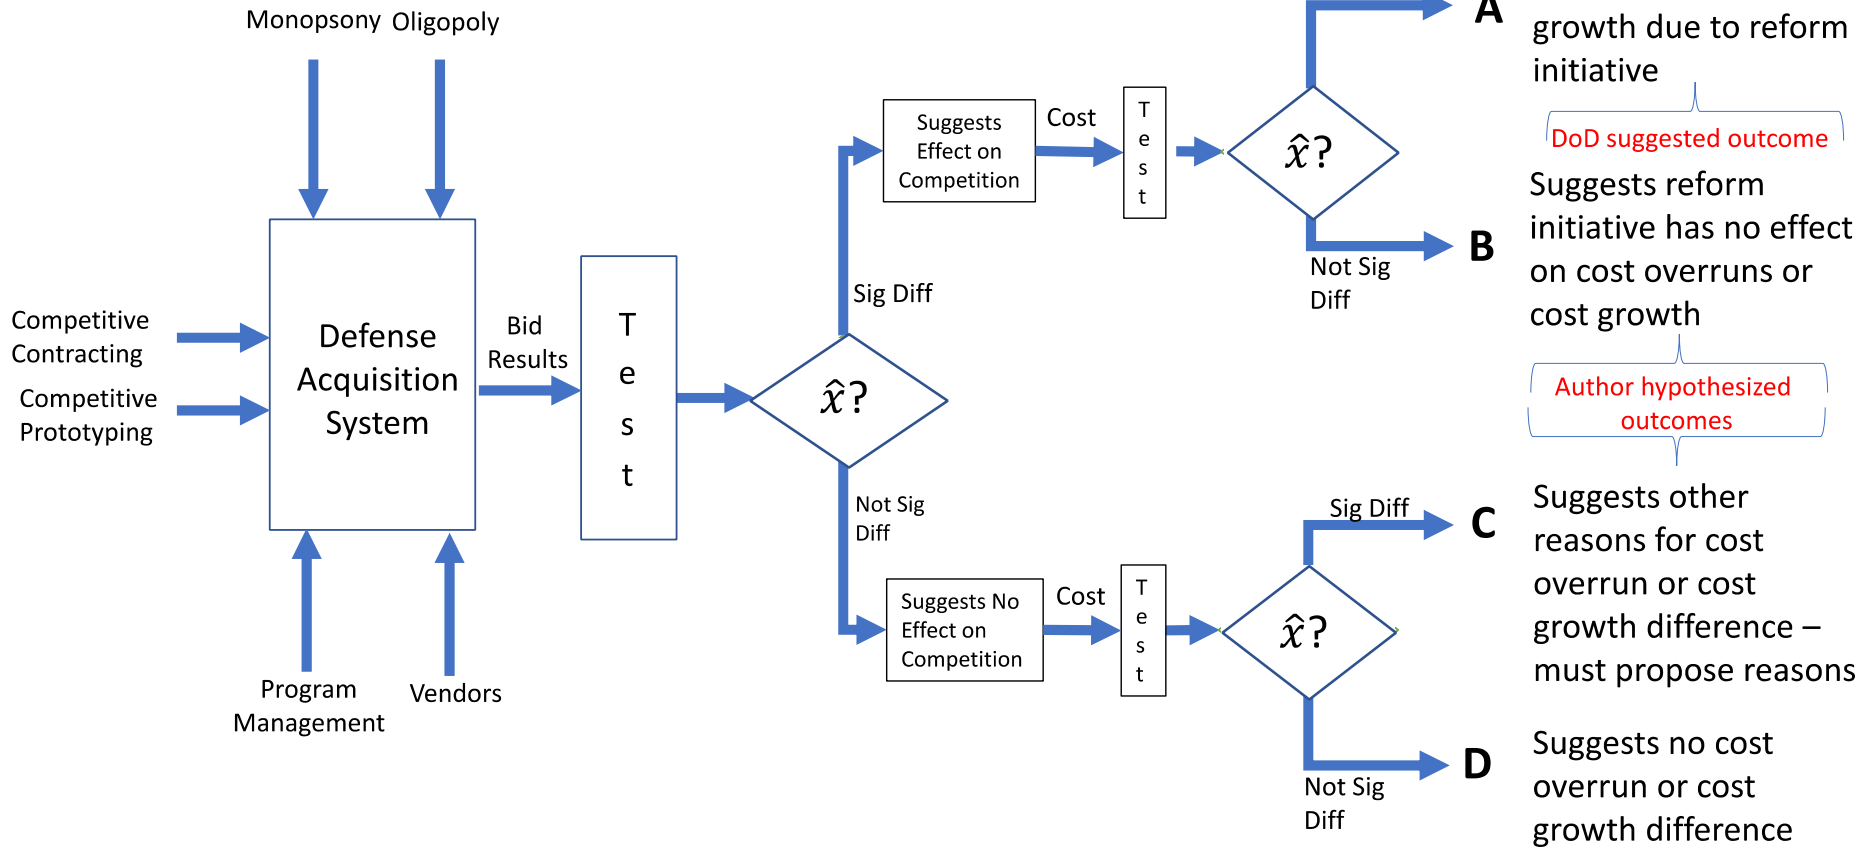 Monopsony Oligopoly
Competitive
Contracting
Competitive
Prototyping
Defense
Acquisition
System
Program
Management
Vendors
Bid
Results
T
e
s
t
x̂?
Sig Diff
Not Sig
Diff
Suggests
Effect on
Competition
Cost
T
e
s
t
x̂?
Not Sig
Diff
Suggests No
Effect on
Competition
Cost
T
e
s
t
x̂?
Sig Diff
Not Sig
Diff
A
growth due to reform
initiative
DoD suggested outcome
B
Suggests reform
initiative has no effect
on cost overruns or
cost growth
Author hypothesized
outcomes
C
Suggests other
reasons for cost
overrun or cost
growth difference –
must propose reasons
D
Suggests no cost
overrun or cost
growth difference